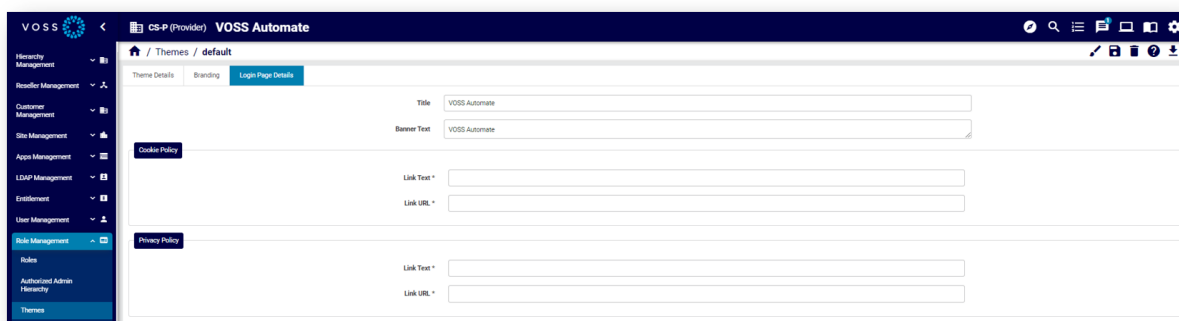 VOSS
CS-P (Provider) VOSS Automate
1
Hierarchy
Management
Reseller Management
Customer
Management
Site Management
Apps Management
LDAP Management
Entitlement
User Management
Role Management
Roles
Authorized Admin
Hierarchy
Themes
/ Themes / default
Theme Details Branding Login Page Details
Title VOSS Automate
Banner Text VOSS Automate
Cookie Policy
Link Text *
Link URL *
Privacy Policy
Link Text *
Link URL *